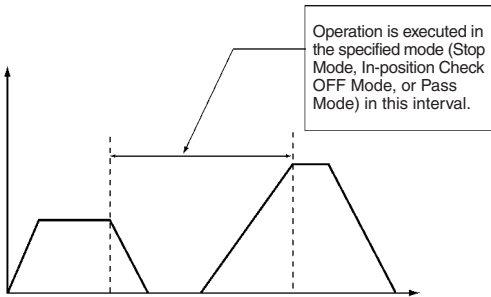 Operation is executed in
the specified mode (Stop
Mode, In-position Check
OFF Mode, or Pass
Mode) in this interval.